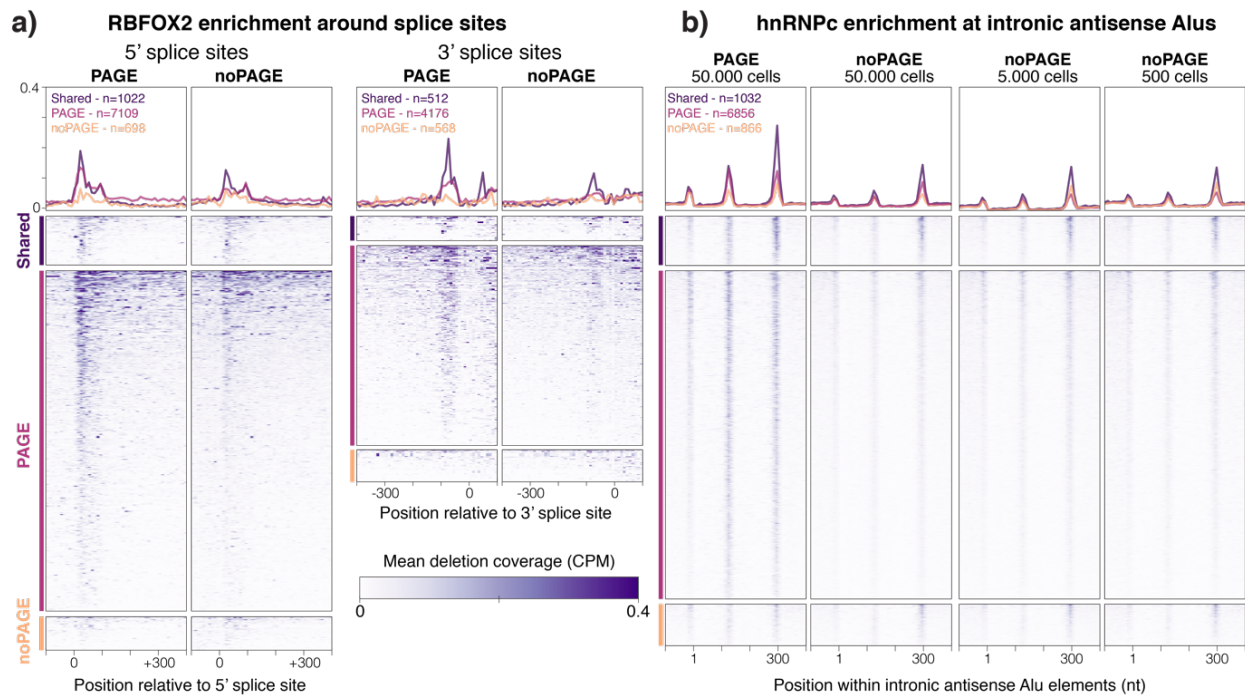 a) RBFOX2 enrichment around splice sites
5’ splice sites
PAGE
noPAGE
0.4
0
Shared - n=1022
PAGE - n=7109
noPAGE - n=698
3’ splice sites
PAGE
noPAGE
Shared - n=512
PAGE - n=4176
noPAGE - n=568
Shared
PAGE
noPAGE
0
+300
0
+300
Position relative to 5’ splice site
-300
0
-300
0
Position relative to 3’ splice site
Mean deletion coverage (CPM)
0
0.4
b) hnRNPc enrichment at intronic antisense Alus
PAGE
50.000 cells
noPAGE
50.000 cells
noPAGE
5.000 cells
noPAGE
500 cells
Shared - n=1032
PAGE - n=6856
noPAGE - n=866
1
300
1
300
1
300
1
300
Position within intronic antisense Alu elements (nt)